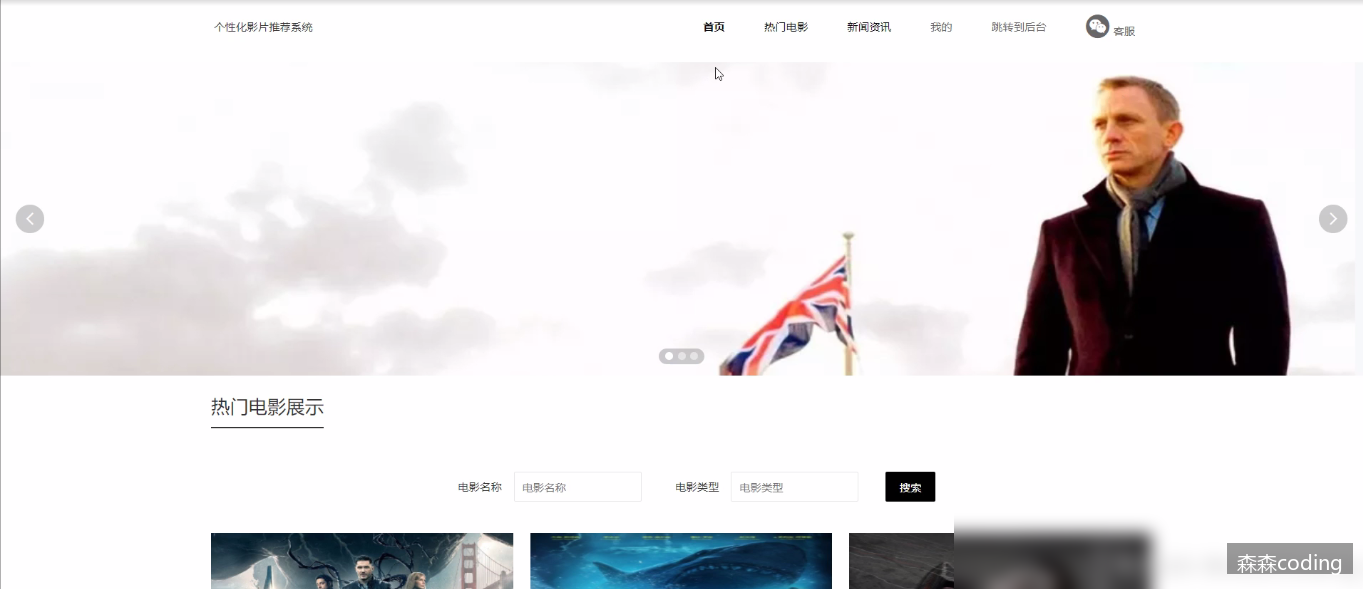 个性化影片推荐系统
首页 热门电影 新闻资讯 我的 跳转到后台 客服
热门电影展示
电影名称 电影名称 电影类型 电影类型 搜索
森森coding